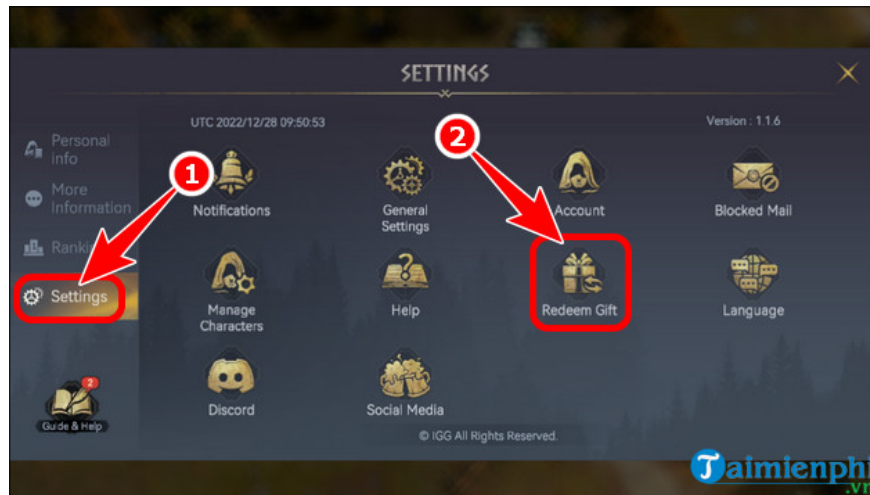 SETTINGS
UTC 2022/12/28 09:50:53
Version : 1.1.6
Personal
info
More
Information
Settings
Guide & Help
2
1
2
Notifications
General
Settings
Account
Blocked Mail
Manage
Characters
Help
Redeem Gift
Language
Discord
Social Media
© IGG All Rights Reserved.
Taimienphi
.vn